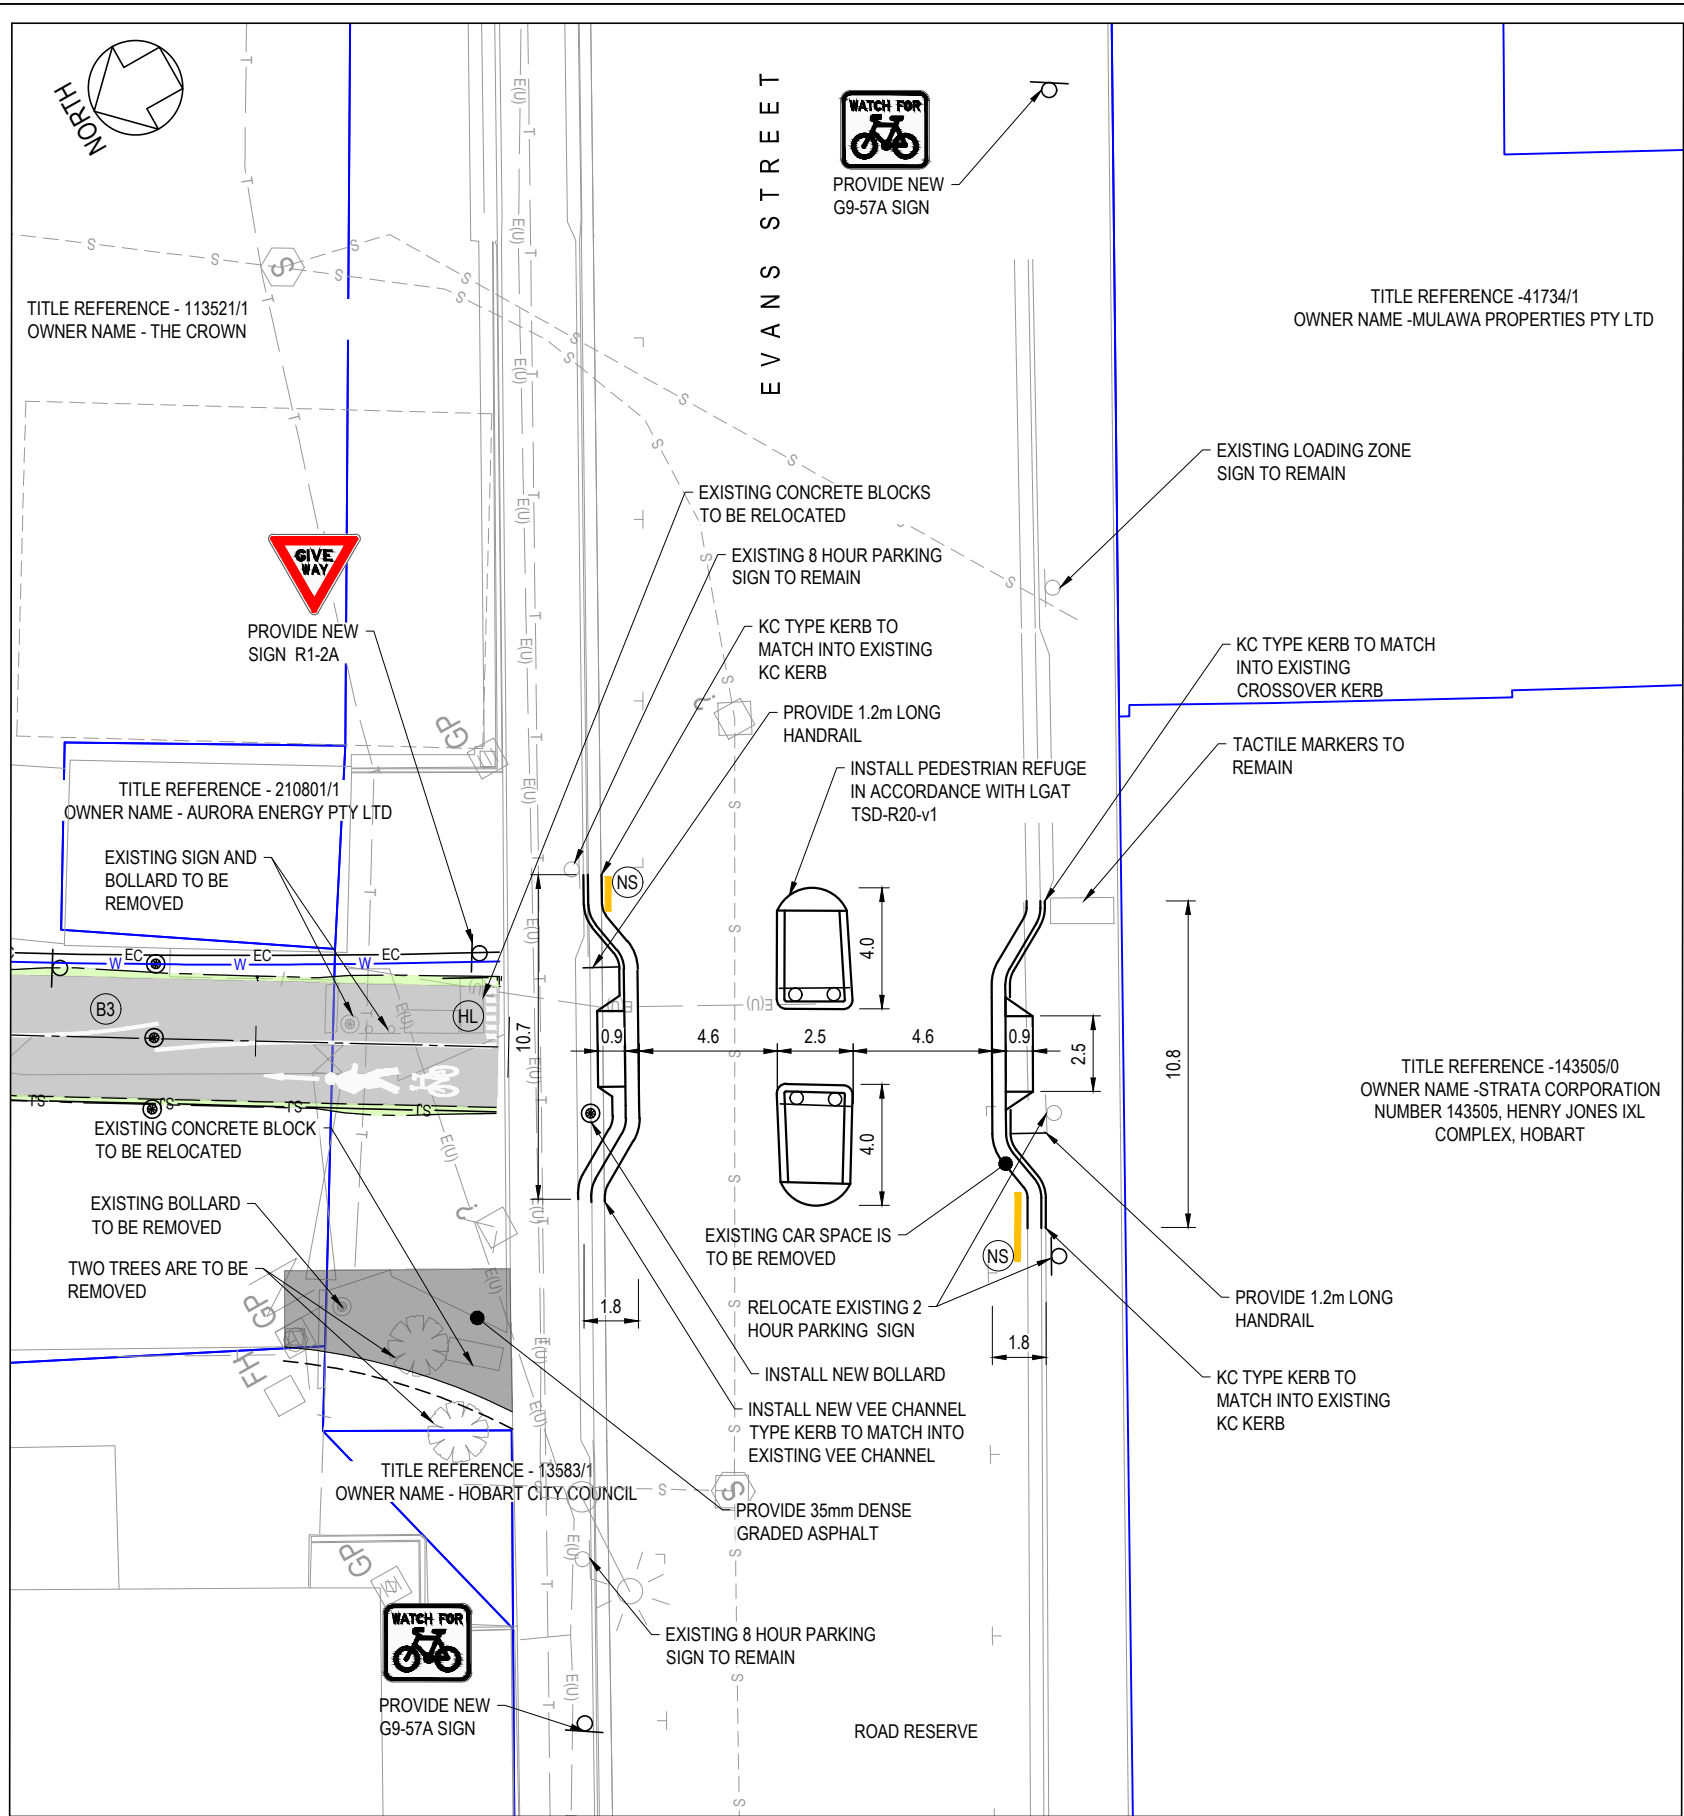 NORTH
EVANS STREET
WATCH FOR
PROVIDE NEW
G9-57A SIGN
TITLE REFERENCE - 113521/1
OWNER NAME - THE CROWN
TITLE REFERENCE -41734/1
OWNER NAME -MULAWA PROPERTIES PTY LTD
EXISTING LOADING ZONE
SIGN TO REMAIN
EXISTING CONCRETE BLOCKS
TO BE RELOCATED
EXISTING 8 HOUR PARKING
SIGN TO REMAIN
GIVE
WAY
PROVIDE NEW
SIGN R1-2A
KC TYPE KERB TO
MATCH INTO EXISTING
KC KERB
KC TYPE KERB TO MATCH
INTO EXISTING
CROSSOVER KERB
PROVIDE 1.2m LONG
HANDRAIL
TACTILE MARKERS TO
REMAIN
INSTALL PEDESTRIAN REFUGE
IN ACCORDANCE WITH LGAT
TSD-R20-v1
GP
TITLE REFERENCE - 210801/1
OWNER NAME - AURORA ENERGY PTY LTD
EXISTING SIGN AND
BOLLARD TO BE
REMOVED
NS
4.0
EC EC EC
W W W
B3
HL
10.7
0.9
4.6
2.5
4.6
0.9
2.5
10.8
4.0
TITLE REFERENCE -143505/0
OWNER NAME -STRATA CORPORATION
NUMBER 143505, HENRY JONES IXL
COMPLEX, HOBART
EXISTING CONCRETE BLOCK
TO BE RELOCATED
EXISTING BOLLARD
TO BE REMOVED
TWO TREES ARE TO BE
REMOVED
EXISTING CAR SPACE IS
TO BE REMOVED
NS
GP
FH
1.8
RELOCATE EXISTING 2
HOUR PARKING SIGN
1.8
PROVIDE 1.2m LONG
HANDRAIL
INSTALL NEW BOLLARD
KC TYPE KERB TO
MATCH INTO EXISTING
KC KERB
INSTALL NEW VEE CHANNEL
TYPE KERB TO MATCH INTO
EXISTING VEE CHANNEL
TITLE REFERENCE - 13583/1
OWNER NAME - HOBART CITY COUNCIL
PROVIDE 35mm DENSE
GRADED ASPHALT
GP
WATCH FOR
EXISTING 8 HOUR PARKING
SIGN TO REMAIN
PROVIDE NEW
G9-57A SIGN
ROAD RESERVE